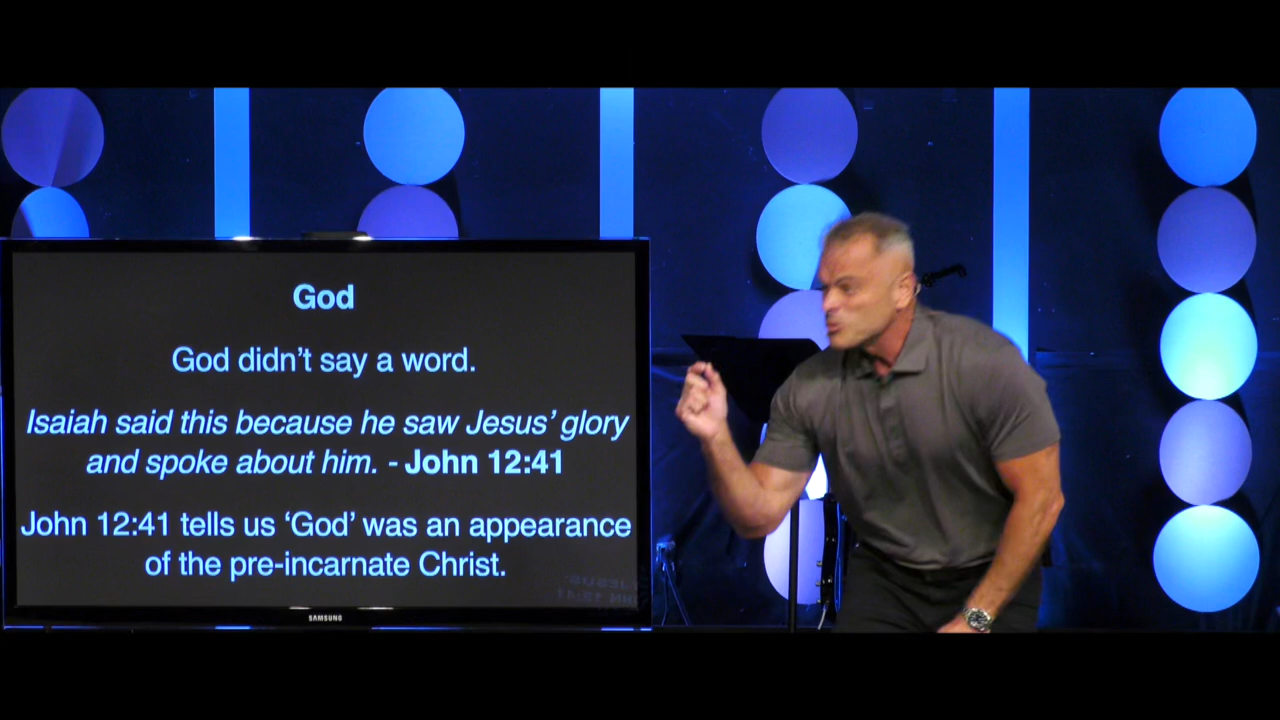 God
God didn't say a word.
Isaiah said this because he saw Jesus' glory
and spoke about him. - John 12:41
John 12:41 tells us 'God' was an appearance
of the pre-incarnate Christ.
SAMSUNG